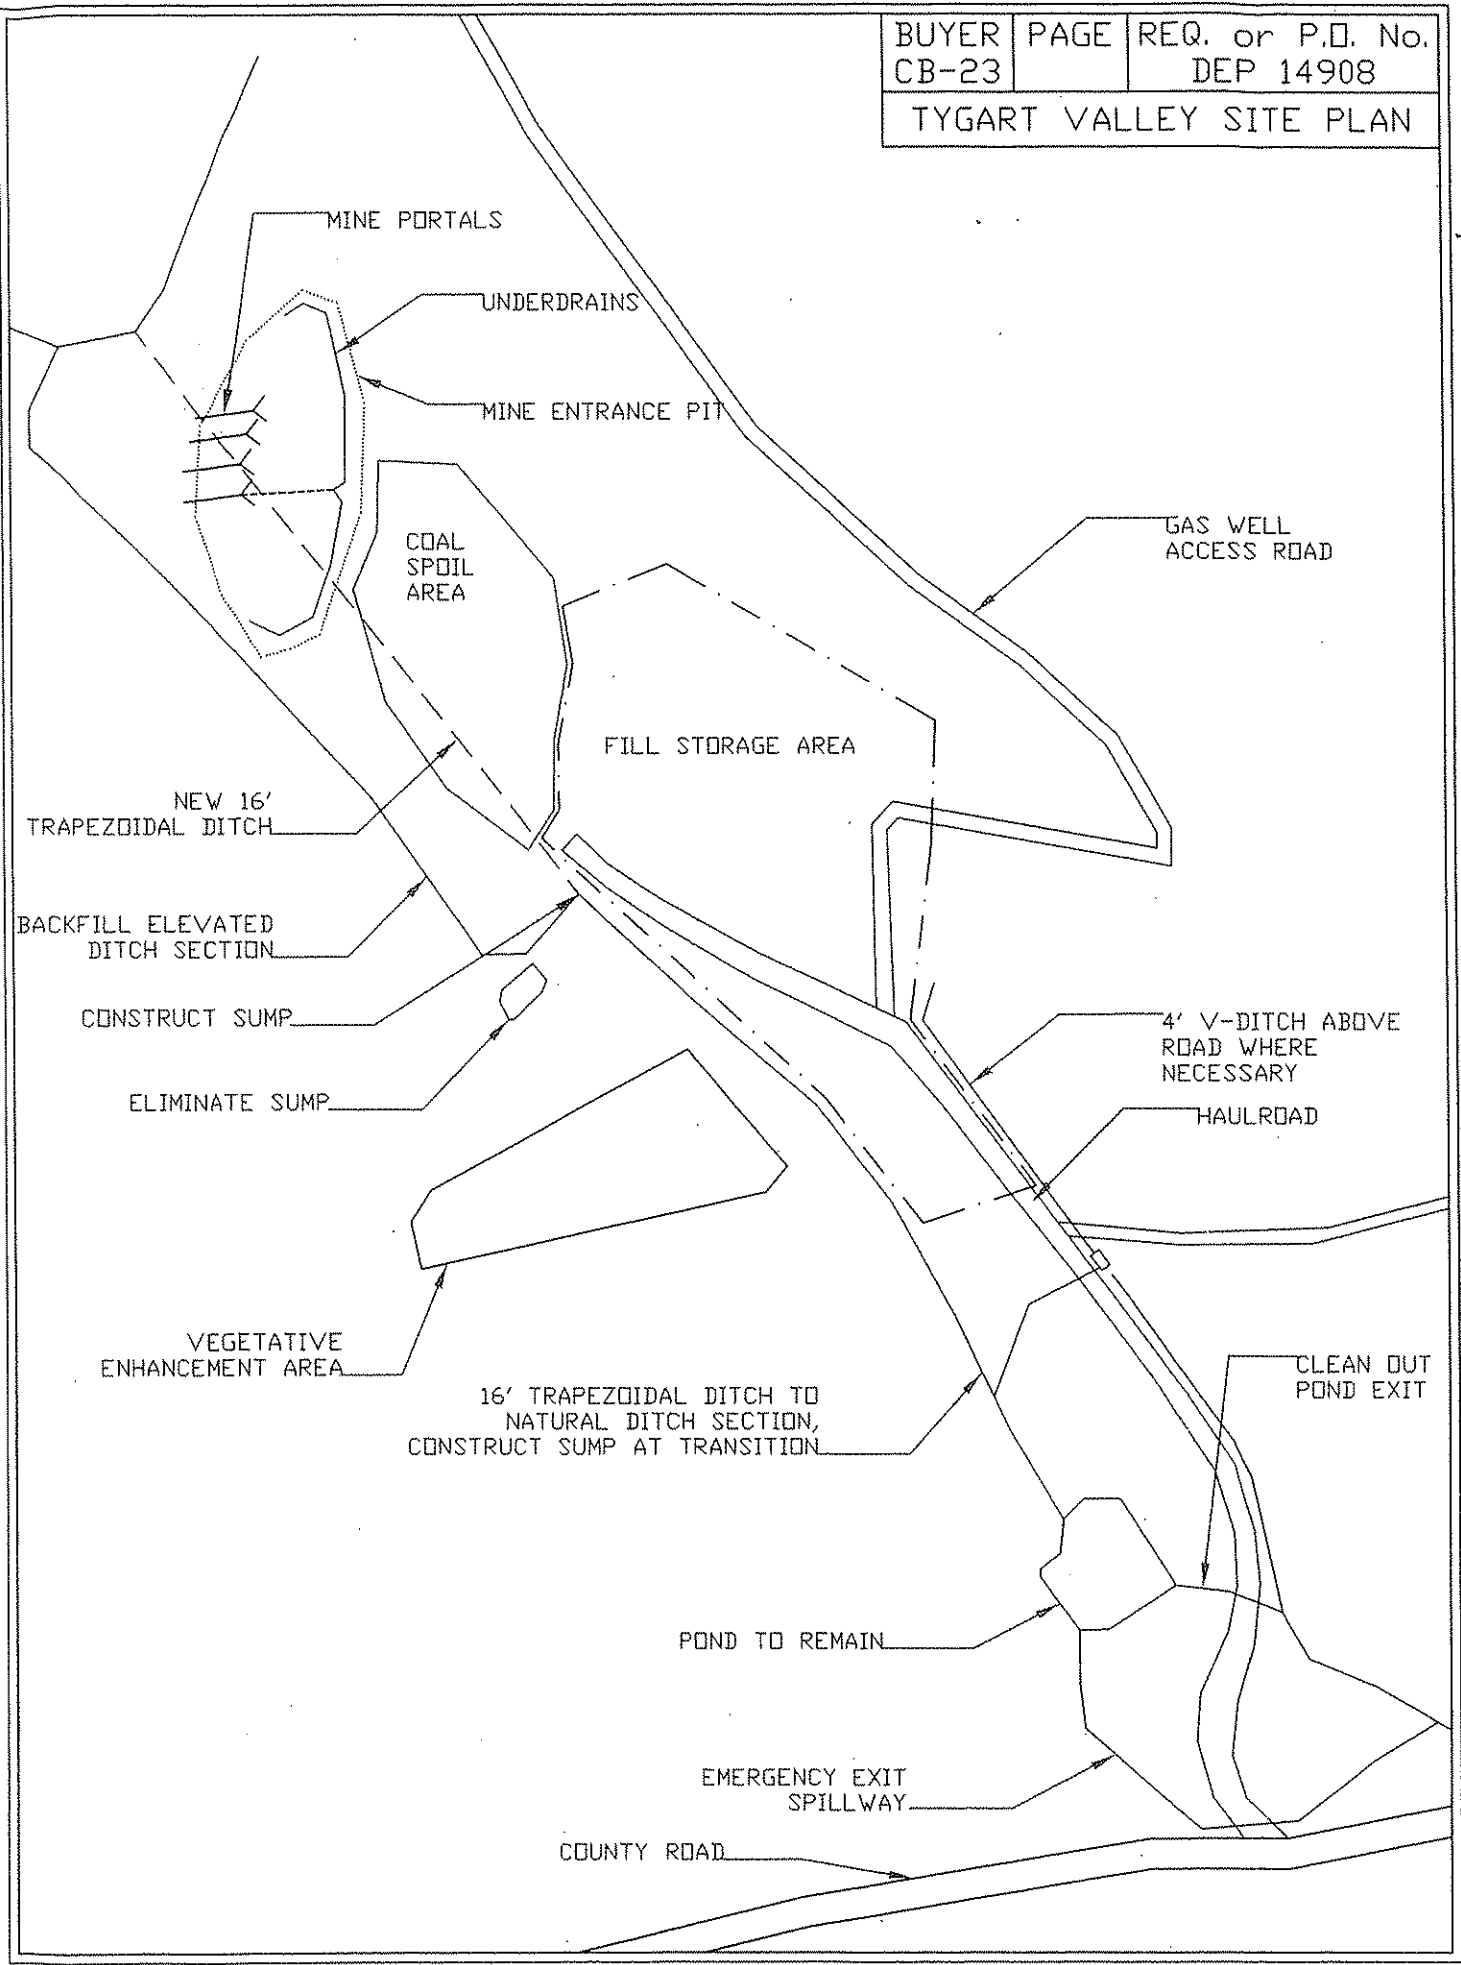 BUYER
CB-23
PAGE
REQ. or P.O. No.
DEP 14908
TYGART VALLEY SITE PLAN
MINE PORTALS
UNDERDRAINS
MINE ENTRANCE PIT
GAS WELL
ACCESS ROAD
COAL
SPOIL
AREA
FILL STORAGE AREA
NEW 16'
TRAPEZOIDAL DITCH
BACKFILL ELEVATED
DITCH SECTION
CONSTRUCT SUMP
4' V-DITCH ABOVE
ROAD WHERE
NECESSARY
ELIMINATE SUMP
HAULROAD
VEGETATIVE
ENHANCEMENT AREA
CLEAN OUT
POND EXIT
16' TRAPEZOIDAL DITCH TO
NATURAL DITCH SECTION,
CONSTRUCT SUMP AT TRANSITION
POND TO REMAIN
EMERGENCY EXIT
SPILLWAY
COUNTY ROAD